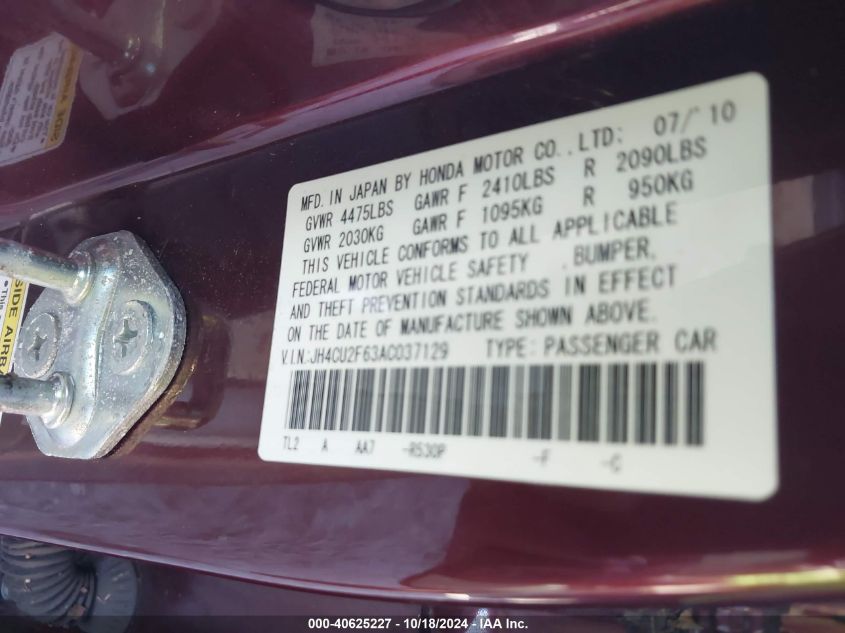 MFD. IN JAPAN BY HONDA MOTOR CO., LTD: 07/10
GVWR 4475LBS GAWR F 2410LBS R 2090LBS
GVWR 2030KG GAWR F 1095KG R 950KG
THIS VEHICLE CONFORMS TO ALL APPLICABLE
FEDERAL MOTOR VEHICLE SAFETY , BUMPER,
AND THEFT PREVENTION STANDARDS IN EFFECT
ON THE DATE OF MANUFACTURE SHOWN ABOVE.
V.I.N:JH4CU2F63AC037129 TYPE: PASSENGER CAR
TL2 A AA7 -R530P -F -C
SIDE AIRB
000-40625227 - 10/18/2024 - IAA Inc.